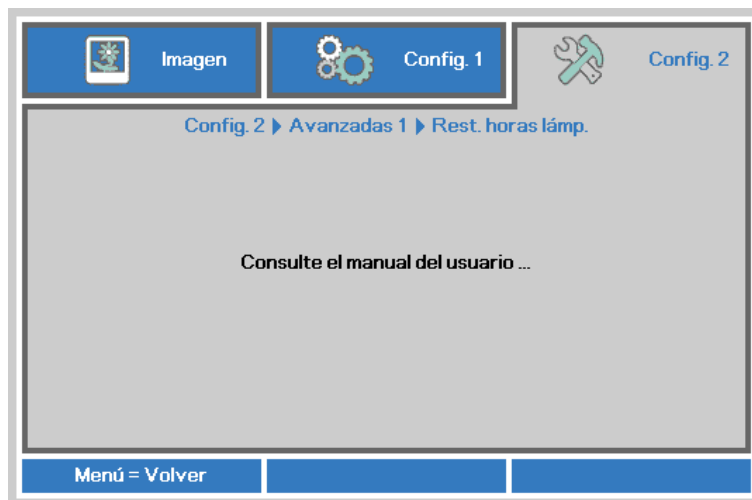 Imagen
Config. 1
Config. 2
Config. 2 ▶ Avanzadas 1 ▶ Rest. horas lámp.
Consulte el manual del usuario ...
Menú = Volver